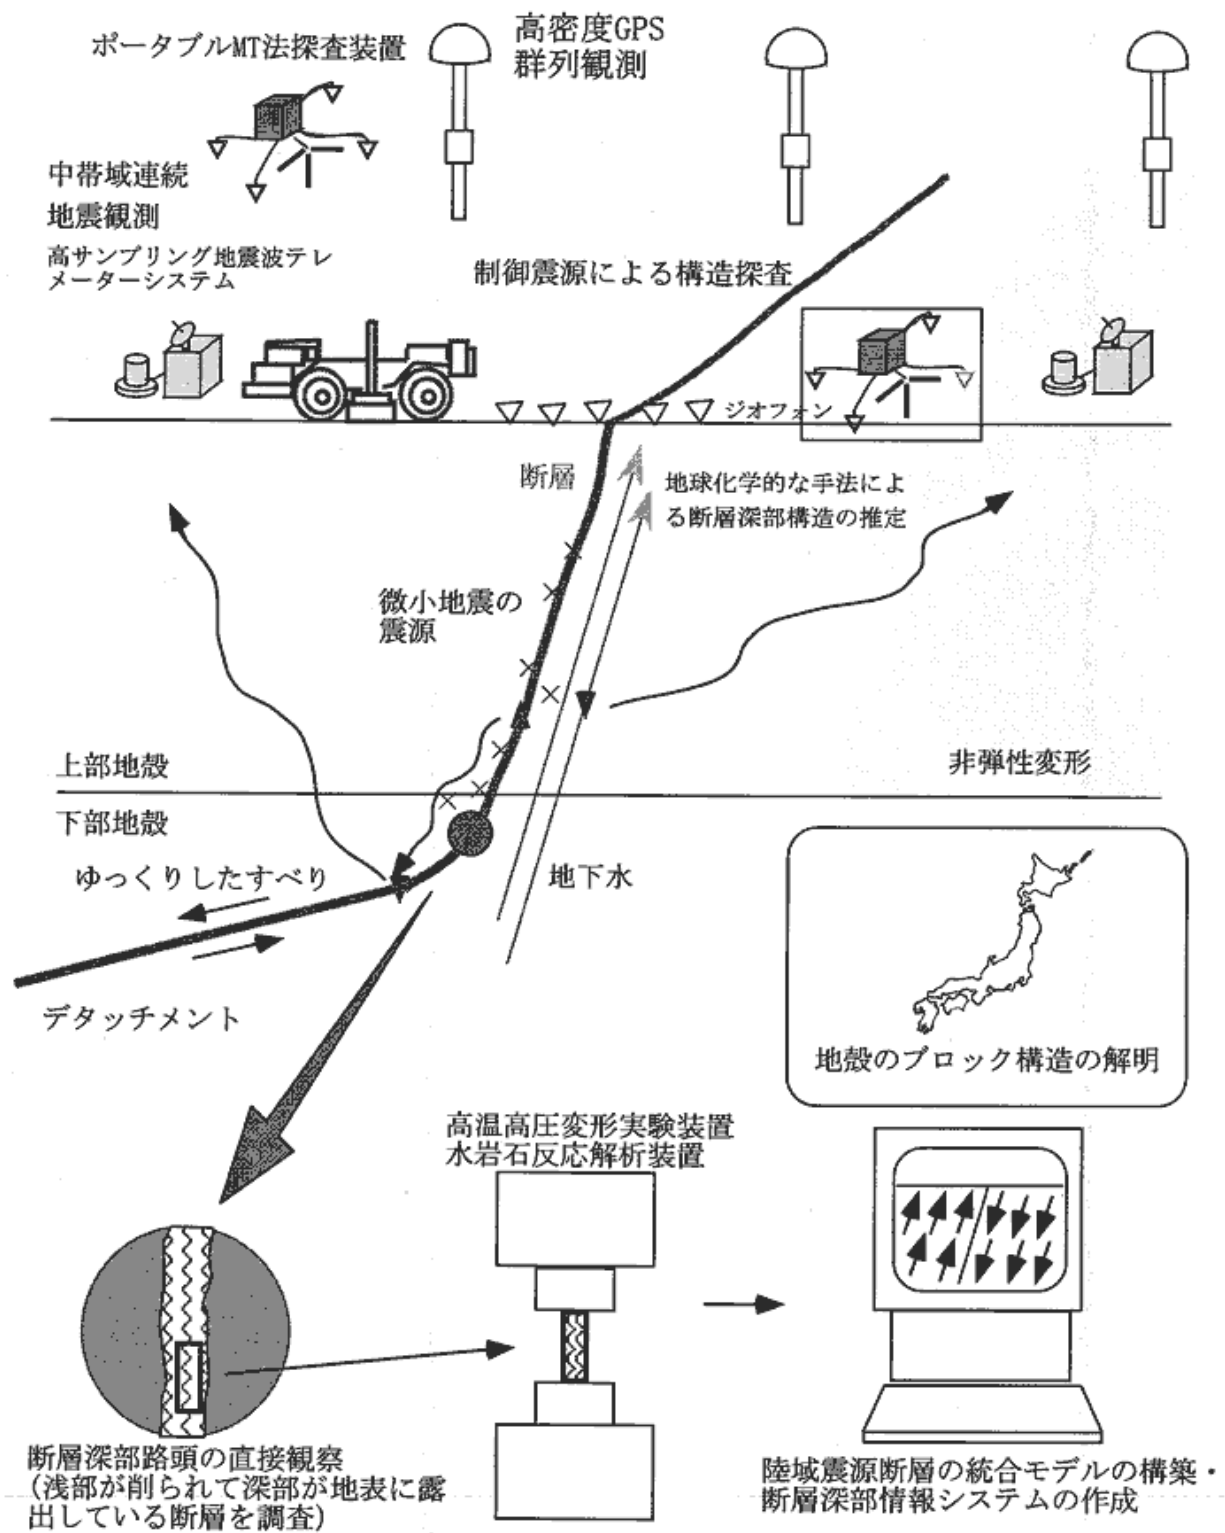 ポータブルMT法探査装置
高密度GPS
群列観測
中帯域連続
地震観測
高サンプリング地震波テレ
メーターシステム
制御震源による構造探査
ジオフォン
断層
地球化学的な手法によ
る断層深部構造の推定
微小地震の
震源
上部地殻
非弾性変形
下部地殻
ゆっくりしたすべり
地下水
デタッチメント
地殻のブロック構造の解明
高温高圧変形実験装置
水岩石反応解析装置
断層深部路頭の直接観察
(浅部が削られて深部が地表に露
出している断層を調査)
陸域震源断層の統合モデルの構築・
断層深部情報システムの作成